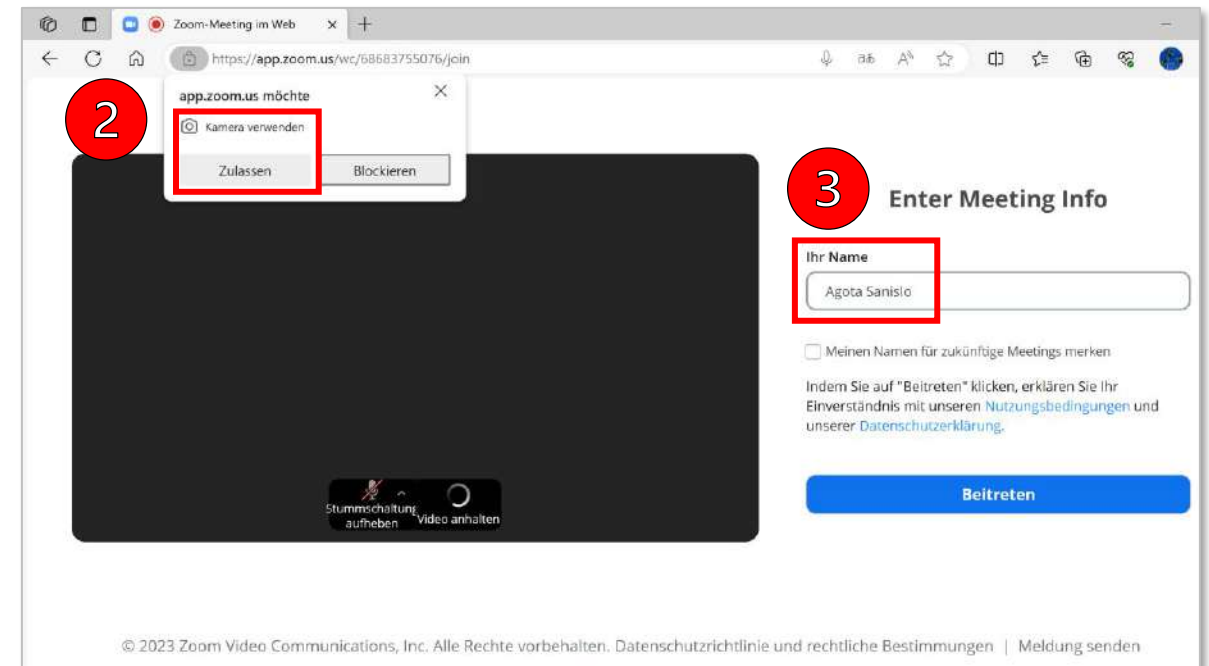 Zoom-Meeting im Web
https://app.zoom.us/wc/68683755076/join
app.zoom.us möchte
2
Kamera verwenden
Zulassen Blockieren
3
Enter Meeting Info
Ihr Name
Agota Sanislo
Meinen Namen für zukünftige Meetings merken
Indem Sie auf "Beitreten" klicken, erklären Sie Ihr
Einverständnis mit unseren Nutzungsbedingungen und
unserer Datenschutzerklärung.
Beitreten
Stummschaltung
aufheben
Video anhalten
© 2023 Zoom Video Communications, Inc. Alle Rechte vorbehalten. Datenschutzrichtlinie und rechtliche Bestimmungen | Meldung senden